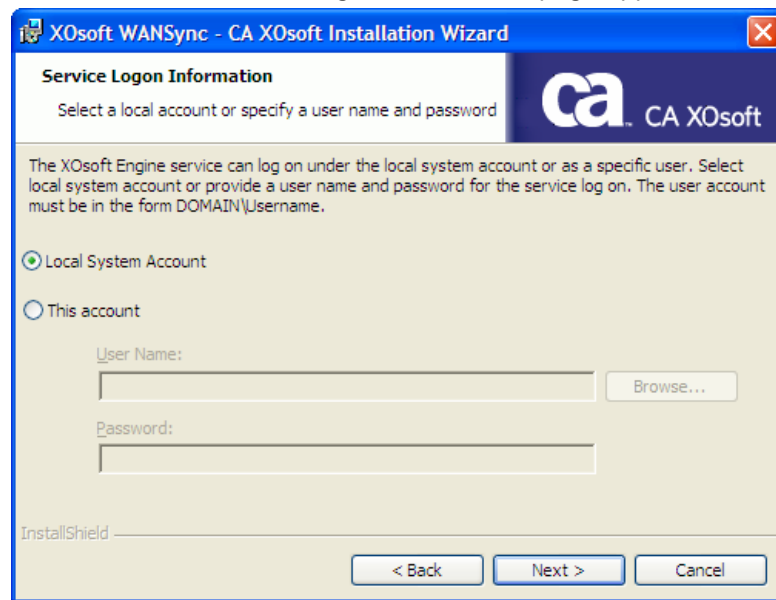 XOsoft WANSync - CA XOsoft Installation Wizard
Service Logon Information
Select a local account or specify a user name and password
ca™ CA XOsoft
The XOsoft Engine service can log on under the local system account or as a specific user. Select
local system account or provide a user name and password for the service log on. The user account
must be in the form DOMAIN\Username.
Local System Account
This account
User Name:
Browse...
Password:
InstallShield
< Back
Next >
Cancel